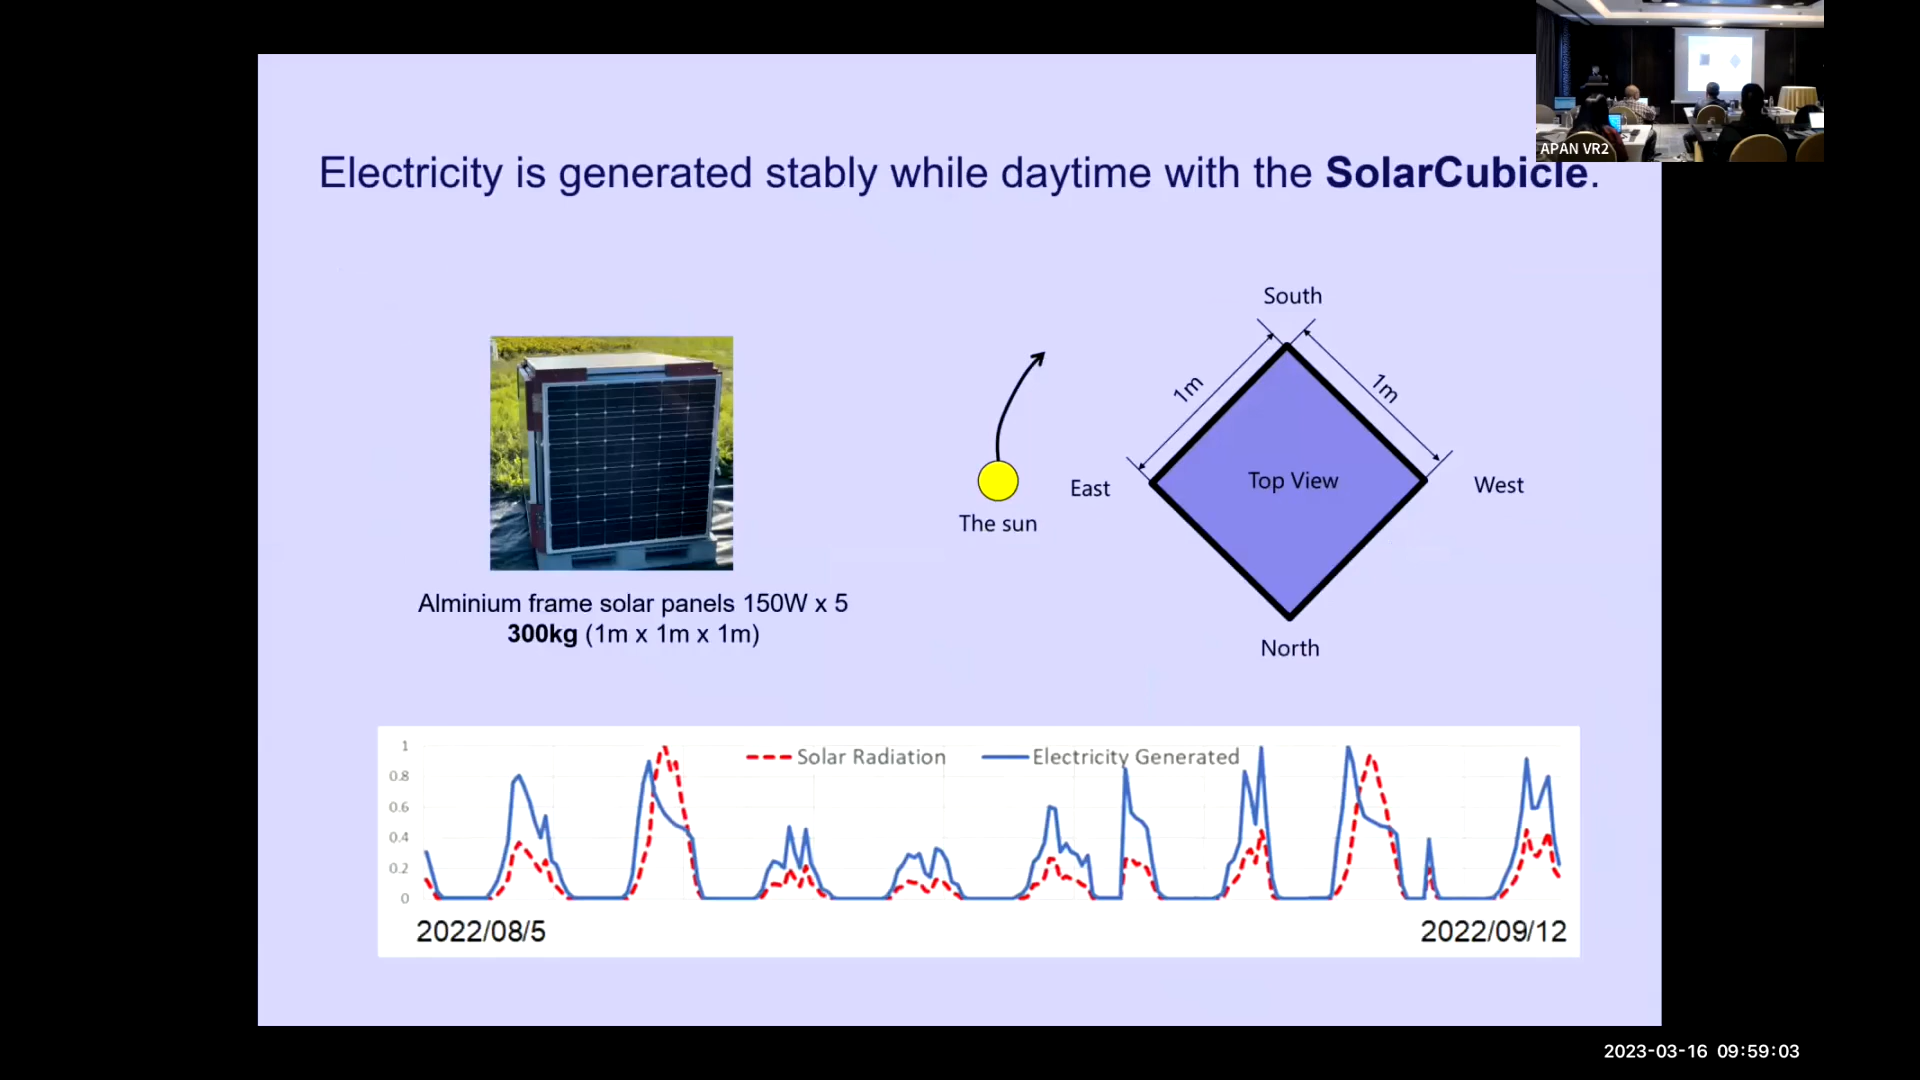 APAN VR2
Electricity is generated stably while daytime with the SolarCubicle.
South
1m
1m
East
Top View
West
The sun
North
Alminium frame solar panels 150W x 5
300kg (1m x 1m x 1m)
Solar Radiation
Electricity Generated
1
0.8
0.6
0.4
0.2
0
2022/08/5
2022/09/12
2023-03-16 09:59:03